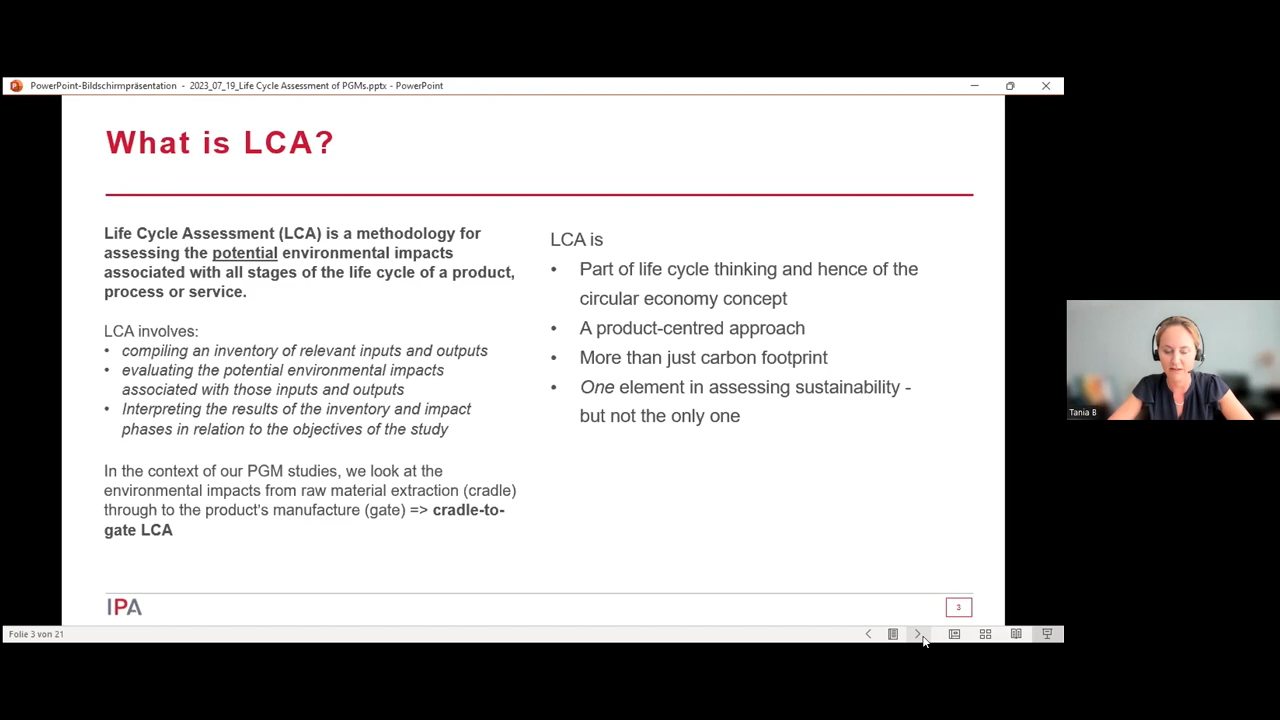 PowerPoint-Bildschirmpräsentation - 2023_07_19_Life Cycle Assessment of PGMs.pptx - PowerPoint
What is LCA?
Life Cycle Assessment (LCA) is a methodology for
assessing the potential environmental impacts
associated with all stages of the life cycle of a product,
process or service.
LCA involves:
• compiling an inventory of relevant inputs and outputs
• evaluating the potential environmental impacts
associated with those inputs and outputs
• Interpreting the results of the inventory and impact
phases in relation to the objectives of the study
In the context of our PGM studies, we look at the
environmental impacts from raw material extraction (cradle)
through to the product's manufacture (gate) => cradle-to-
gate LCA
LCA is
• Part of life cycle thinking and hence of the
circular economy concept
• A product-centred approach
• More than just carbon footprint
• One element in assessing sustainability -
but not the only one
Tania B
IPA
3
Folie 3 von 21